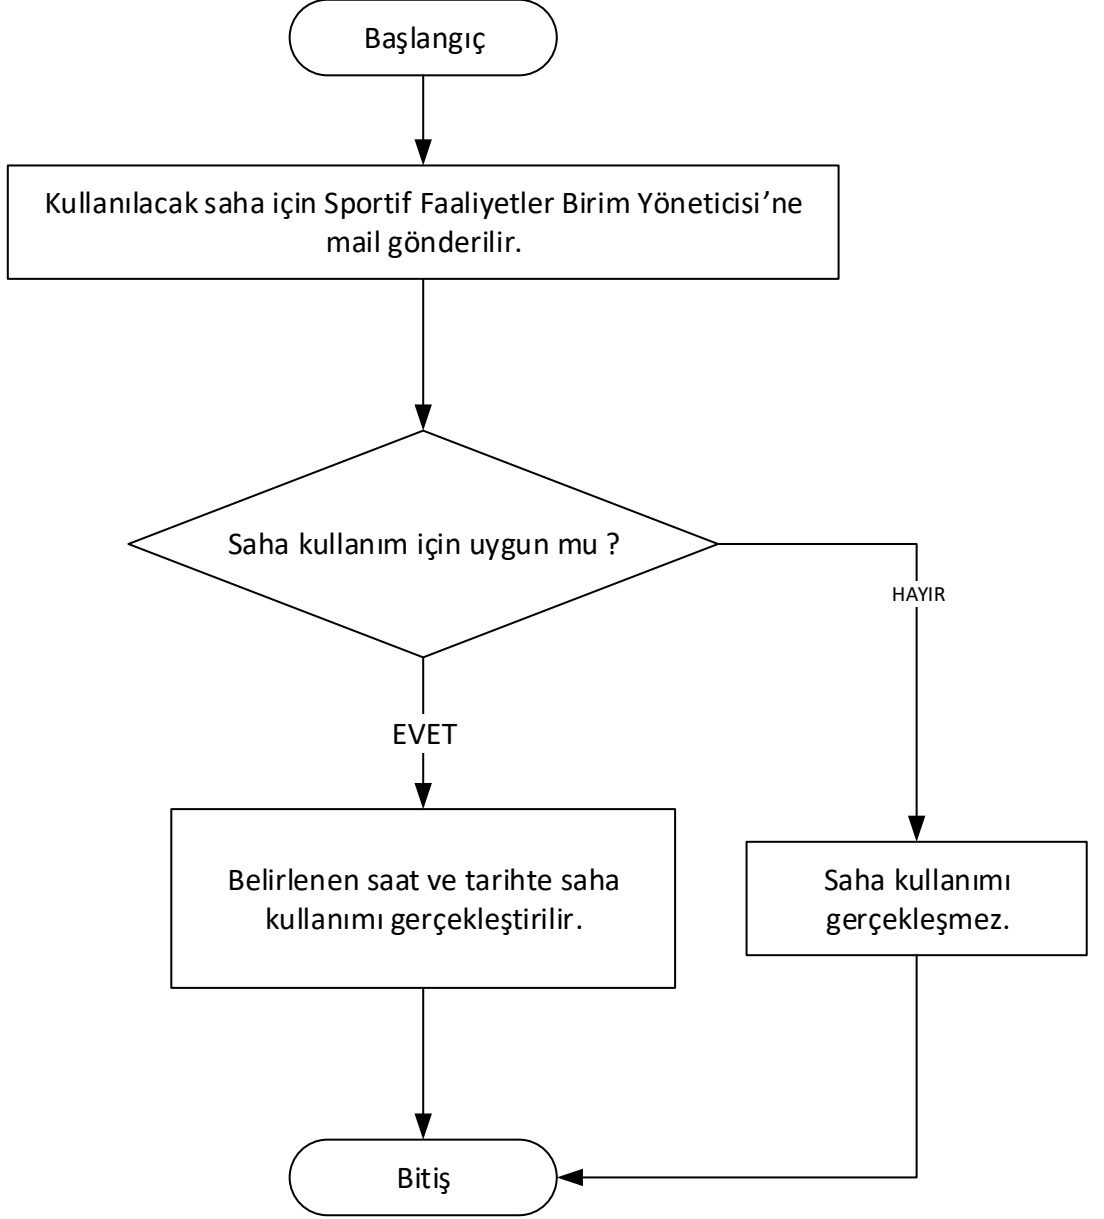 Başlangıç
Kullanılacak saha için Sportif Faaliyetler Birim Yöneticisi’ne
mail gönderilir.
Saha kullanım için uygun mu ?
HAYIR
EVET
Belirlenen saat ve tarihte saha
kullanımı gerçekleştirilir.
Saha kullanımı
gerçekleşmez.
Bitiş